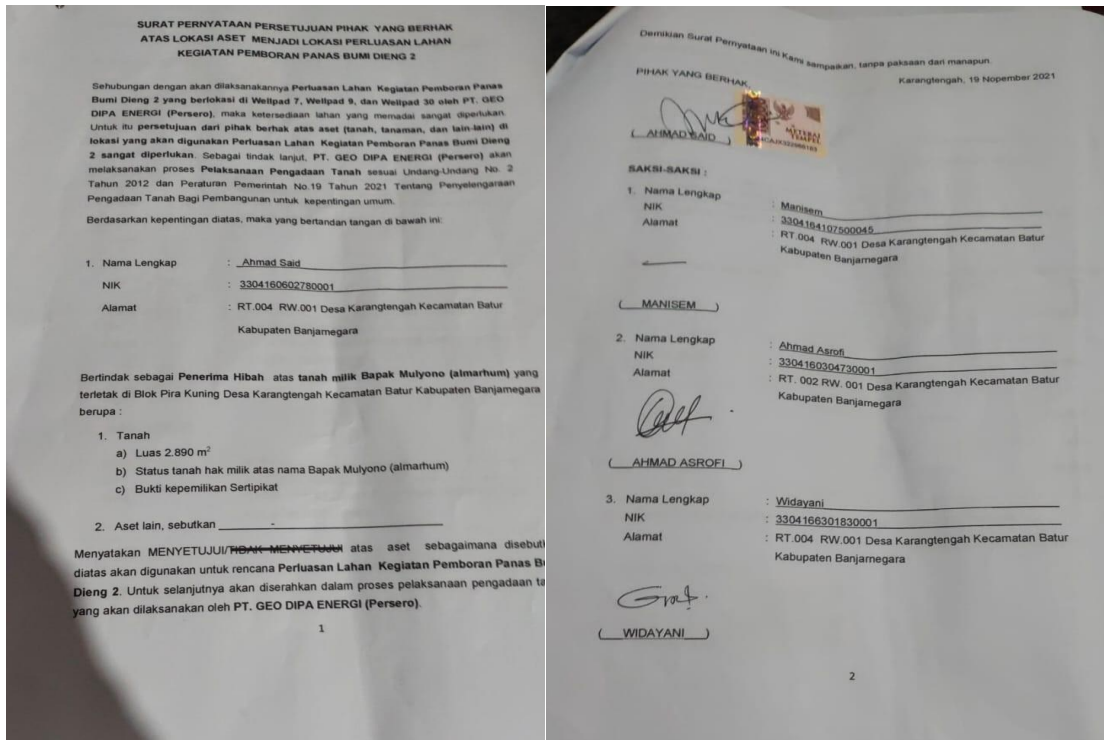 SURAT PERNYATAAN PERSETUJUAN PIHAK YANG BERHAK
ATAS LOKASI ASET MENJADI LOKASI PERLUASAN LAHAN
KEGIATAN PEMBORAN PANAS BUMI DIENG 2
Sehubungan dengan akan dilaksanakannya Perluasan Lahan Kegiatan Pemboran Panas
Bumi Dieng 2 yang berlokasi di Wellpad 7, Wellpad 9, dan Wellpad 30 oleh PT. GEO
DIPA ENERGI (Persero), maka ketersediaan lahan yang memadai sangat diperlukan.
Untuk itu persetujuan dari pihak berhak atas aset (tanah, tanaman, dan lain-lain) di
lokasi yang akan digunakan Perluasan Lahan Kegiatan Pemboran Panas Bumi Dieng
2 sangat diperlukan. Sebagai tindak lanjut, PT. GEO DIPA ENERGI (Persero) akan
melaksanakan proses Pelaksanaan Pengadaan Tanah sesuai Undang-Undang No. 2
Tahun 2012 dan Peraturan Pemerintah No.19 Tahun 2021 Tentang Penyelengaraan
Pengadaan Tanah Bagi Pembangunan untuk kepentingan umum.
Berdasarkan kepentingan diatas, maka yang bertandan tangan di bawah ini:
1. Nama Lengkap : Ahmad Said
NIK : 3304160602780001
Alamat : RT.004 RW.001 Desa Karangtengah Kecamatan Batur
Kabupaten Banjarnegara
Bertindak sebagai Penerima Hibah atas tanah milik Bapak Mulyono (almarhum) yang
terletak di Blok Pira Kuning Desa Karangtengah Kecamatan Batur Kabupaten Banjarnegara
berupa :
1. Tanah
a) Luas 2.890 m²
b) Status tanah hak milik atas nama Bapak Mulyono (almarhum)
c) Bukti kepemilikan Sertipikat
2. Aset lain, sebutkan -
Menyatakan MENYETUJUI/TIDAK MENYETUJUI atas aset sebagaimana disebut
diatas akan digunakan untuk rencana Perluasan Lahan Kegiatan Pemboran Panas B
Dieng 2. Untuk selanjutnya akan diserahkan dalam proses pelaksanaan pengadaan ta
yang akan dilaksanakan oleh PT. GEO DIPA ENERGI (Persero).
1
Demikian Surat Pernyataan ini Kami sampaikan, tanpa paksaan dari manapun.
Karangtengah, 19 Nopember 2021
PIHAK YANG BERHAK
METERAI
TEMPEL
( AHMAD SAID )
SAKSI-SAKSI :
1. Nama Lengkap : Manisem
NIK : 3304164107500045
Alamat : RT.004 RW.001 Desa Karangtengah Kecamatan Batur
Kabupaten Banjarnegara
( MANISEM )
2. Nama Lengkap : Ahmad Asrofi
NIK : 3304160304730001
Alamat : RT. 002 RW. 001 Desa Karangtengah Kecamatan Batur
Kabupaten Banjarnegara
( AHMAD ASROFI )
3. Nama Lengkap : Widayani
NIK : 3304166301830001
Alamat : RT.004 RW.001 Desa Karangtengah Kecamatan Batur
Kabupaten Banjarnegara
( WIDAYANI )
2